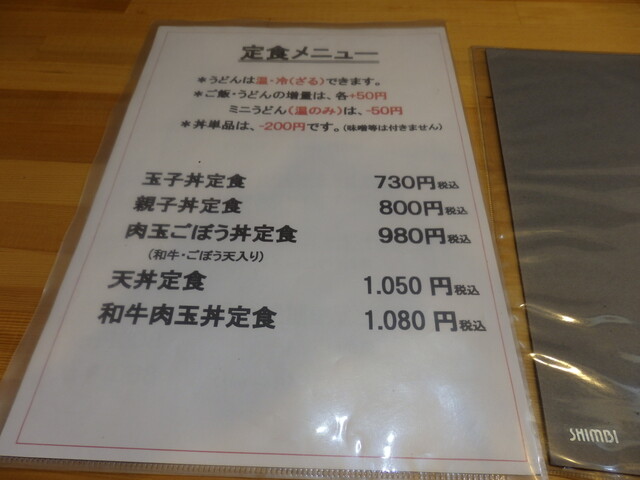 定食メニュー
＊うどんは温・冷(ざる)できます。
＊ご飯・うどんの増量は、各+50円
ミニうどん(温のみ)は、-50円
＊丼単品は、-200円です。(味噌等は付きません)
玉子丼定食 730円税込
親子丼定食 800円税込
肉玉ごぼう丼定食 980円税込
(和牛・ごぼう天入り)
天丼定食 1.050円税込
和牛肉玉丼定食 1.080円税込
SHIMBI